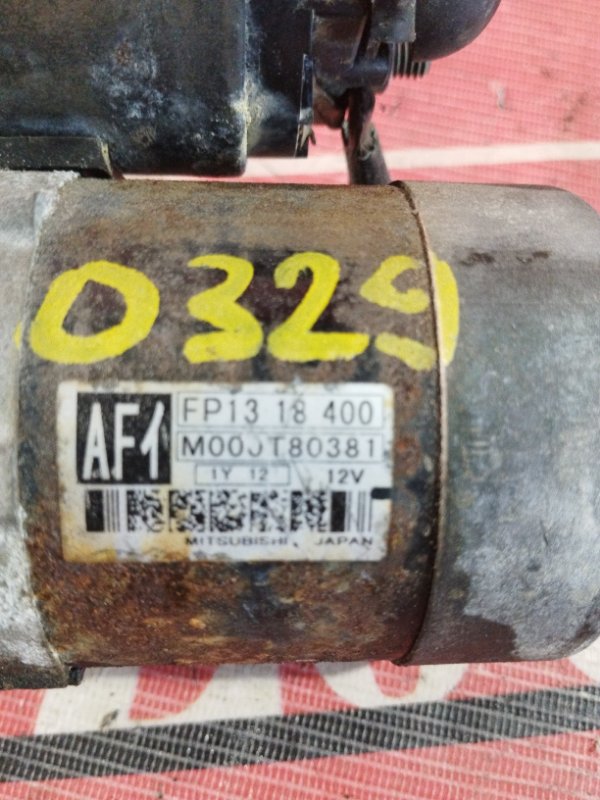 0329
AF1
FP13 18 400
M000T80381
1Y 12 12V
MITSUBISHI JAPAN